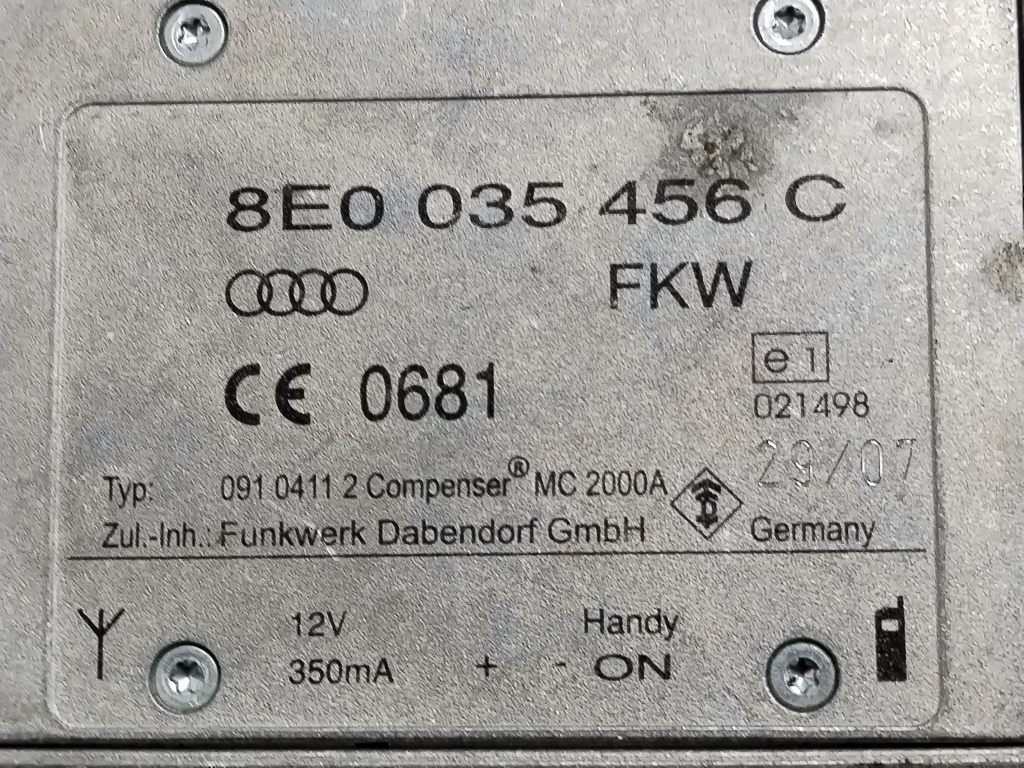 8E0 035 456 C
FKW
CE 0681
e 1
021498
29/07
Typ: 091 0411 2 Compenser® MC 2000A
Zul.-Inh.: Funkwerk Dabendorf GmbH Germany
12V Handy
350mA + - ON